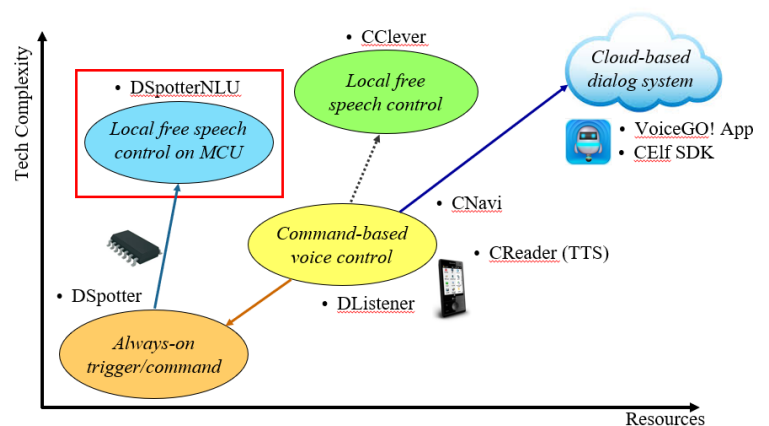 Tech Complexity
• CClever
Local free
speech control
Cloud-based
dialog system
• DSpotterNLU
Local free speech
control on MCU
• VoiceGO! App
• CElf SDK
• CNavi
Command-based
voice control
• CReader (TTS)
• DSpotter
• DListener
Always-on
trigger/command
Resources